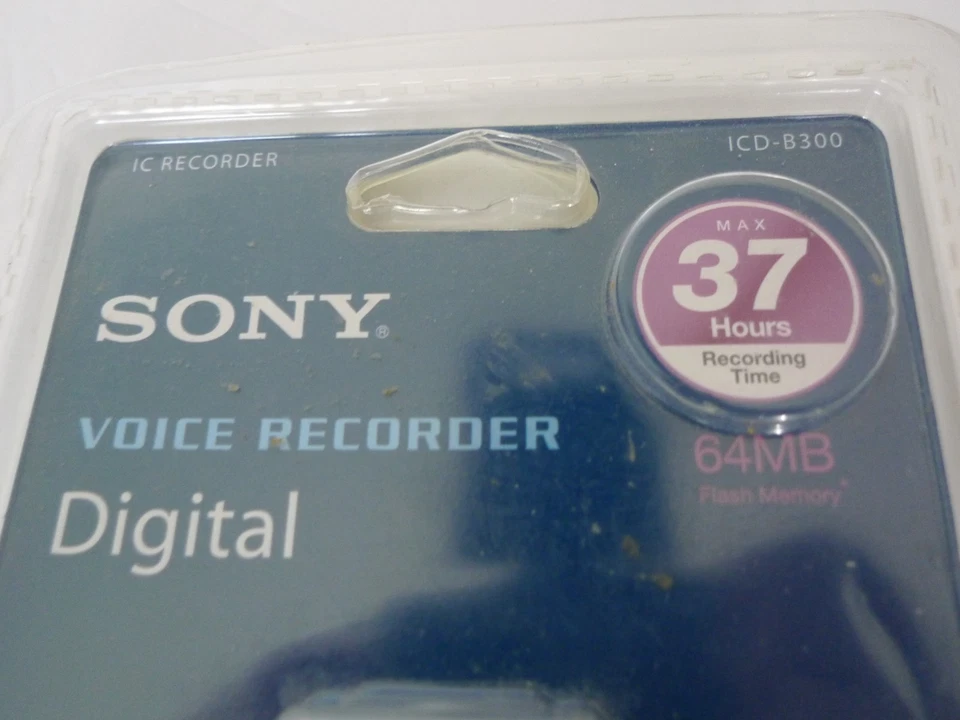 IC RECORDER
ICD-B300
MAX
37
Hours
Recording
Time
SONY®
VOICE RECORDER
64MB
Flash Memory*
Digital